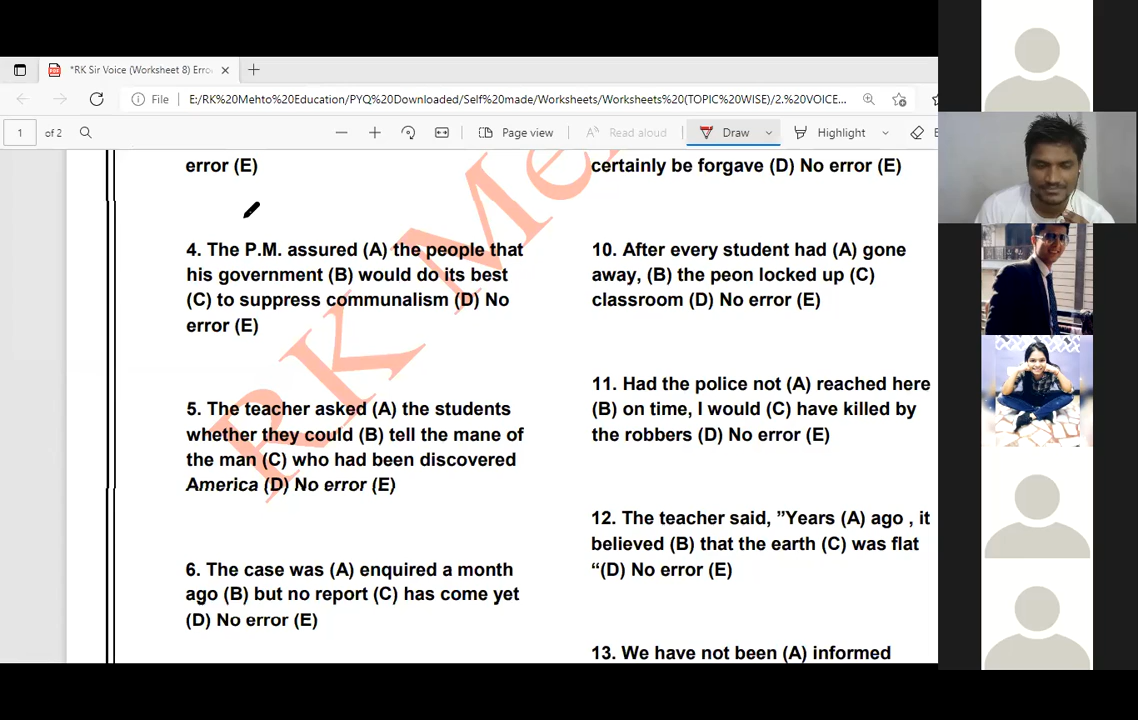 *RK Sir Voice (Worksheet 8) Erro
File
E:/RK%20Mehto%20Education/PYQ%20Downloaded/Self%20made/Worksheets/Worksheets%20(TOPIC%20WISE)/2.%20VOICE...
1 of 2
Page view
Read aloud
Draw
Highlight
E
error (E)
4. The P.M. assured (A) the people that
his government (B) would do its best
(C) to suppress communalism (D) No
error (E)
5. The teacher asked (A) the students
whether they could (B) tell the mane of
the man (C) who had been discovered
America (D) No error (E)
6. The case was (A) enquired a month
ago (B) but no report (C) has come yet
(D) No error (E)
certainly be forgave (D) No error (E)
10. After every student had (A) gone
away, (B) the peon locked up (C)
classroom (D) No error (E)
11. Had the police not (A) reached here
(B) on time, I would (C) have killed by
the robbers (D) No error (E)
12. The teacher said, ”Years (A) ago , it
believed (B) that the earth (C) was flat
“(D) No error (E)
13. We have not been (A) informed
RK Me